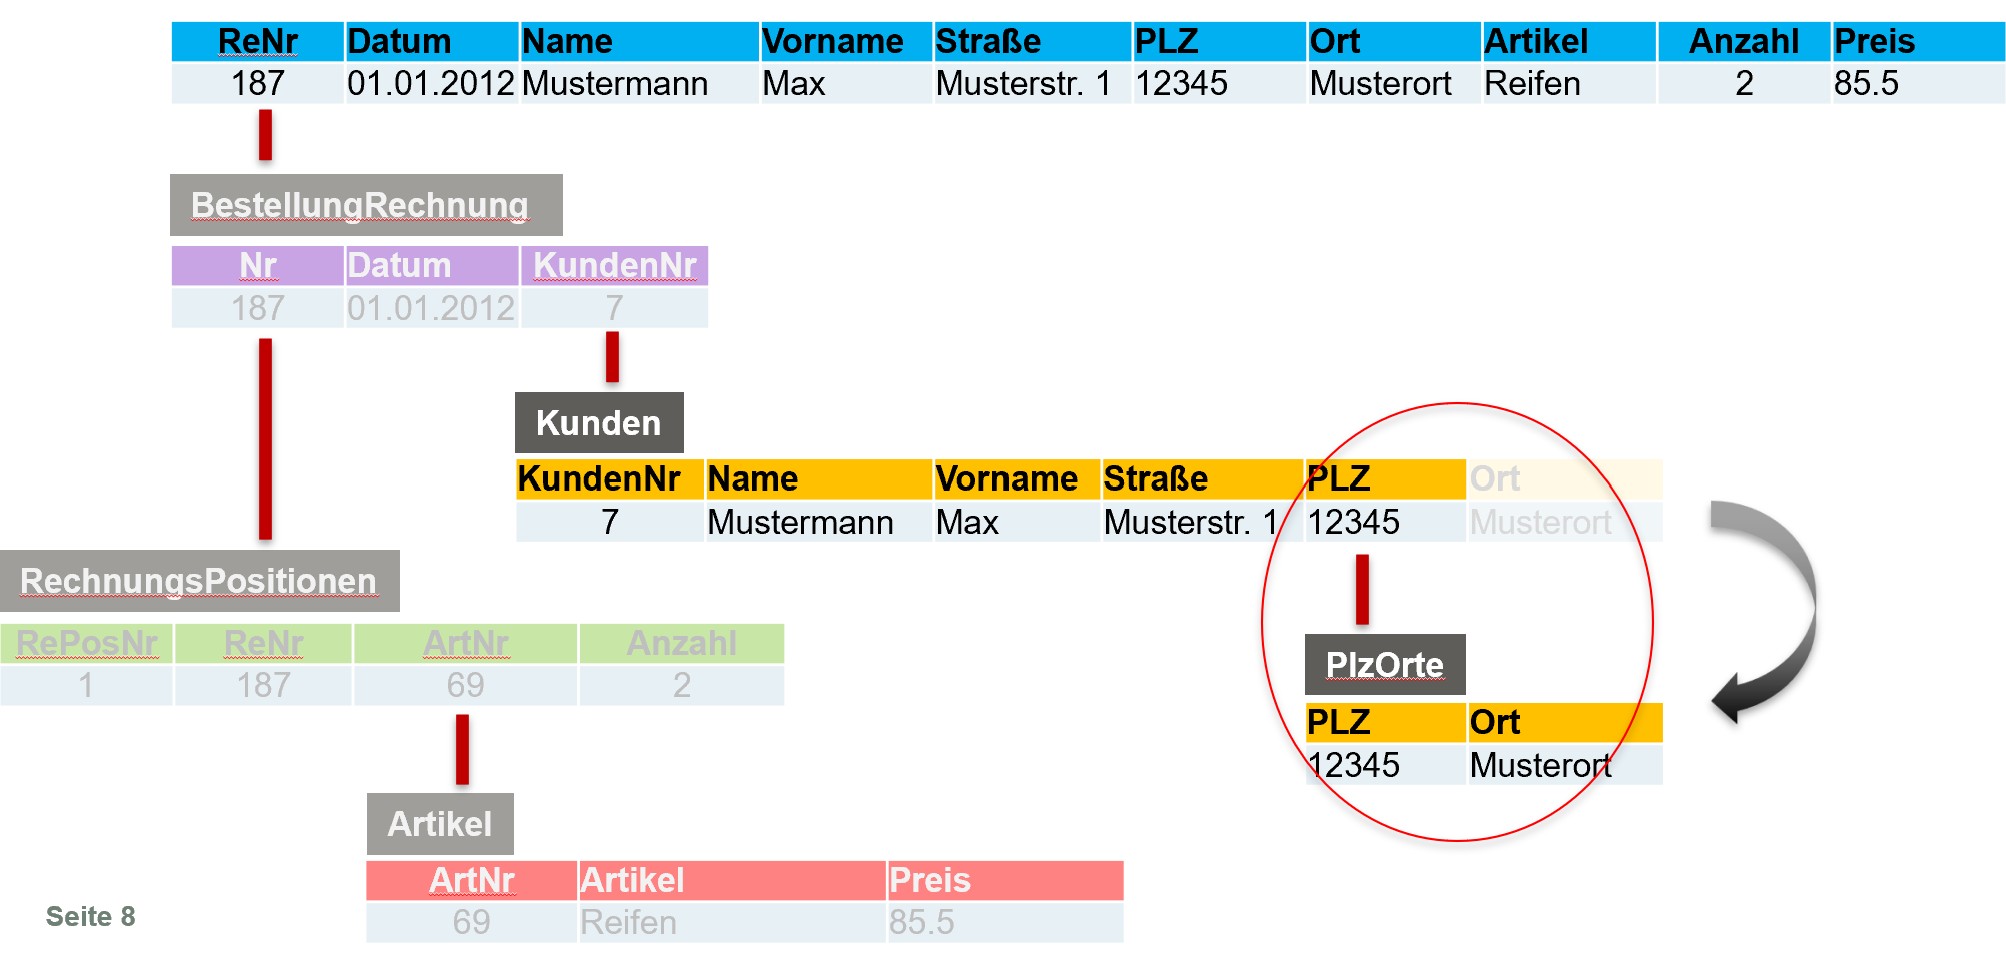 ReNr Datum Name Vorname Straße PLZ Ort Artikel Anzahl Preis
187 01.01.2012 Mustermann Max Musterstr. 1 12345 Musterort Reifen 2 85.5
BestellungRechnung
Nr Datum KundenNr
187 01.01.2012 7
Kunden
KundenNr Name Vorname Straße PLZ Ort
7 Mustermann Max Musterstr. 1 12345 Musterort
RechnungsPositionen
RePosNr ReNr ArtNr Anzahl
1 187 69 2
PlzOrte
PLZ Ort
12345 Musterort
Artikel
ArtNr Artikel Preis
69 Reifen 85.5
Seite 8